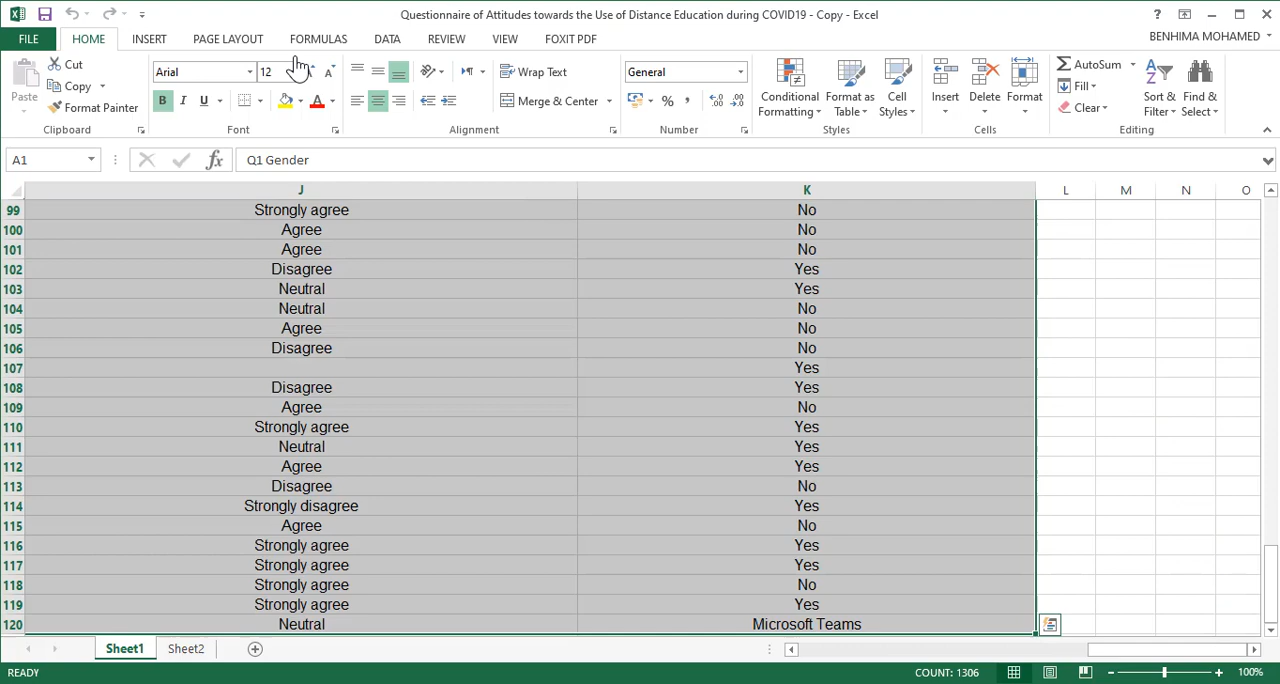 Questionnaire of Attitudes towards the Use of Distance Education during COVID19 - Copy - Excel
FILE HOME INSERT PAGE LAYOUT FORMULAS DATA REVIEW VIEW FOXIT PDF BENHIMA MOHAMED
Paste Cut Copy Format Painter
Arial 12
B I U A
Wrap Text
Merge & Center
General
% ,
Conditional Formatting Format as Table Cell Styles
Insert Delete Format
AutoSum Fill Clear
Sort & Filter Find & Select
Clipboard Font Alignment Number Styles Cells Editing
A1 fx Q1 Gender
J K L M N O
99 Strongly agree No
100 Agree No
101 Agree No
102 Disagree Yes
103 Neutral Yes
104 Neutral No
105 Agree No
106 Disagree No
107 Yes
108 Disagree Yes
109 Agree No
110 Strongly agree Yes
111 Neutral Yes
112 Agree Yes
113 Disagree No
114 Strongly disagree Yes
115 Agree No
116 Strongly agree Yes
117 Strongly agree Yes
118 Strongly agree No
119 Strongly agree Yes
120 Neutral Microsoft Teams
Sheet1 Sheet2
READY COUNT: 1306 100%